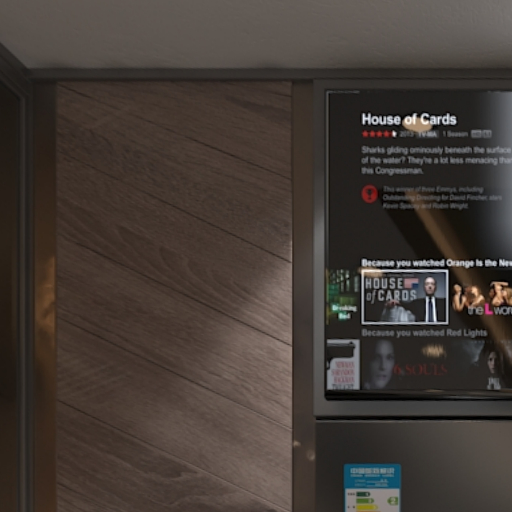 House of Cards
2013 TV-MA 1 Season
Sharks gliding ominously beneath the surface
of the water? They're a lot less menacing than
this Congressman.
This winner of three Emmys, including
Outstanding Directing for David Fincher, stars
Kevin Spacey and Robin Wright.
Because you watched Orange Is the New
HOUSE
of CARDS
Breaking
Bad
the L word
Because you watched Red Lights